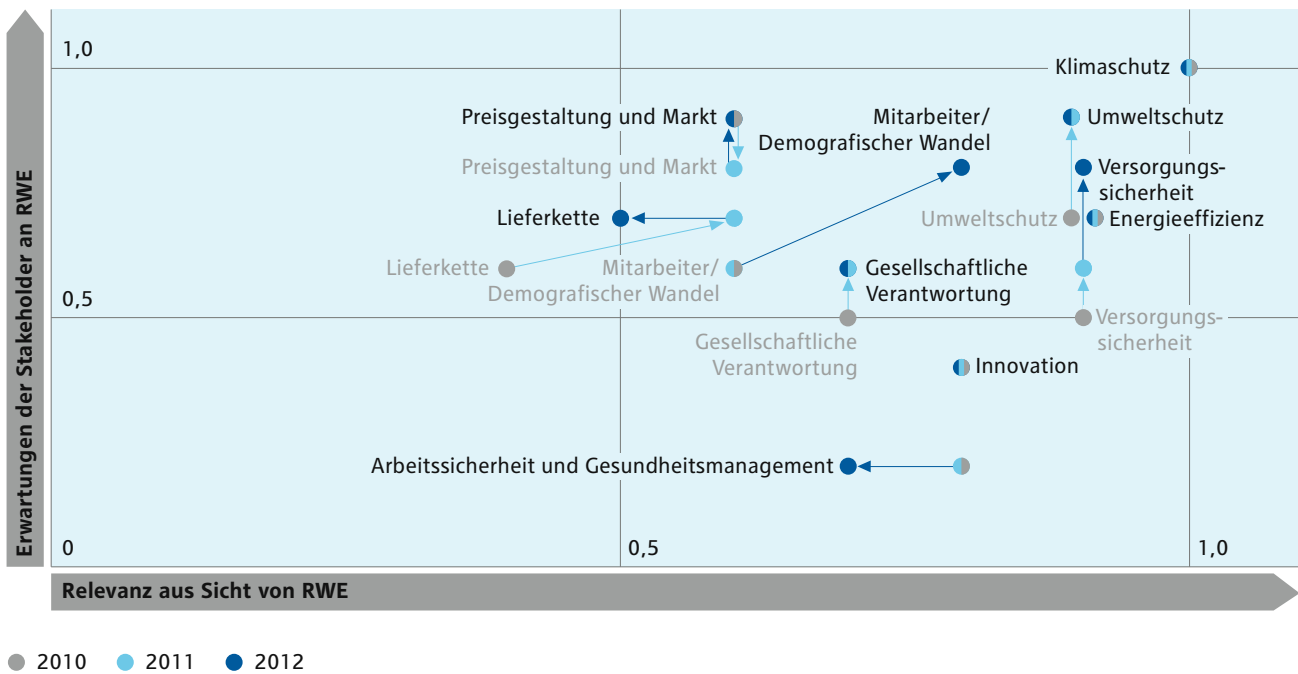 Erwartungen der Stakeholder an RWE
1,0
Klimaschutz
Preisgestaltung und Markt
Mitarbeiter/
Demografischer Wandel
Umweltschutz
Preisgestaltung und Markt
Versorgungs-
sicherheit
Lieferkette
Umweltschutz
Energieeffizienz
Lieferkette
Mitarbeiter/
Demografischer Wandel
Gesellschaftliche
Verantwortung
0,5
Gesellschaftliche
Verantwortung
Versorgungs-
sicherheit
Innovation
Arbeitssicherheit und Gesundheitsmanagement
0
0,5
1,0
Relevanz aus Sicht von RWE
2010
2011
2012